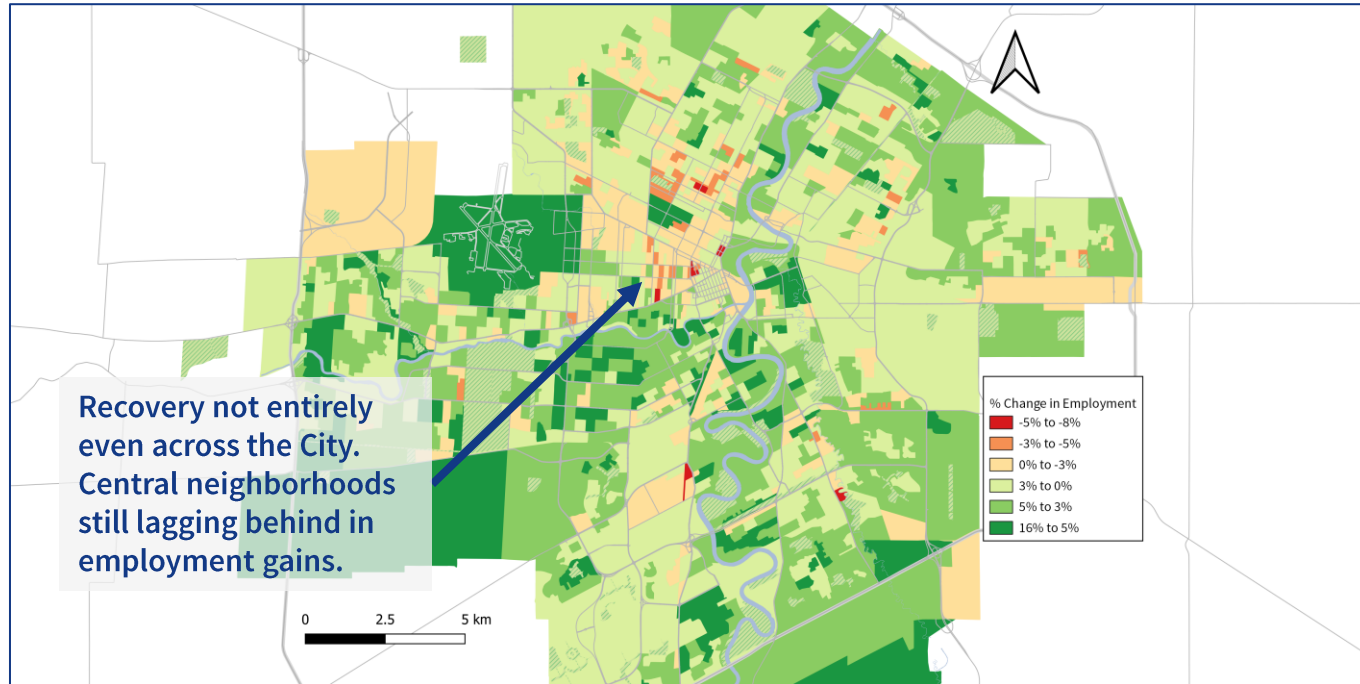 Recovery not entirely
even across the City.
Central neighborhoods
still lagging behind in
employment gains.
% Change in Employment
-5% to -8%
-3% to -5%
0% to -3%
3% to 0%
5% to 3%
16% to 5%
0 2.5 5 km